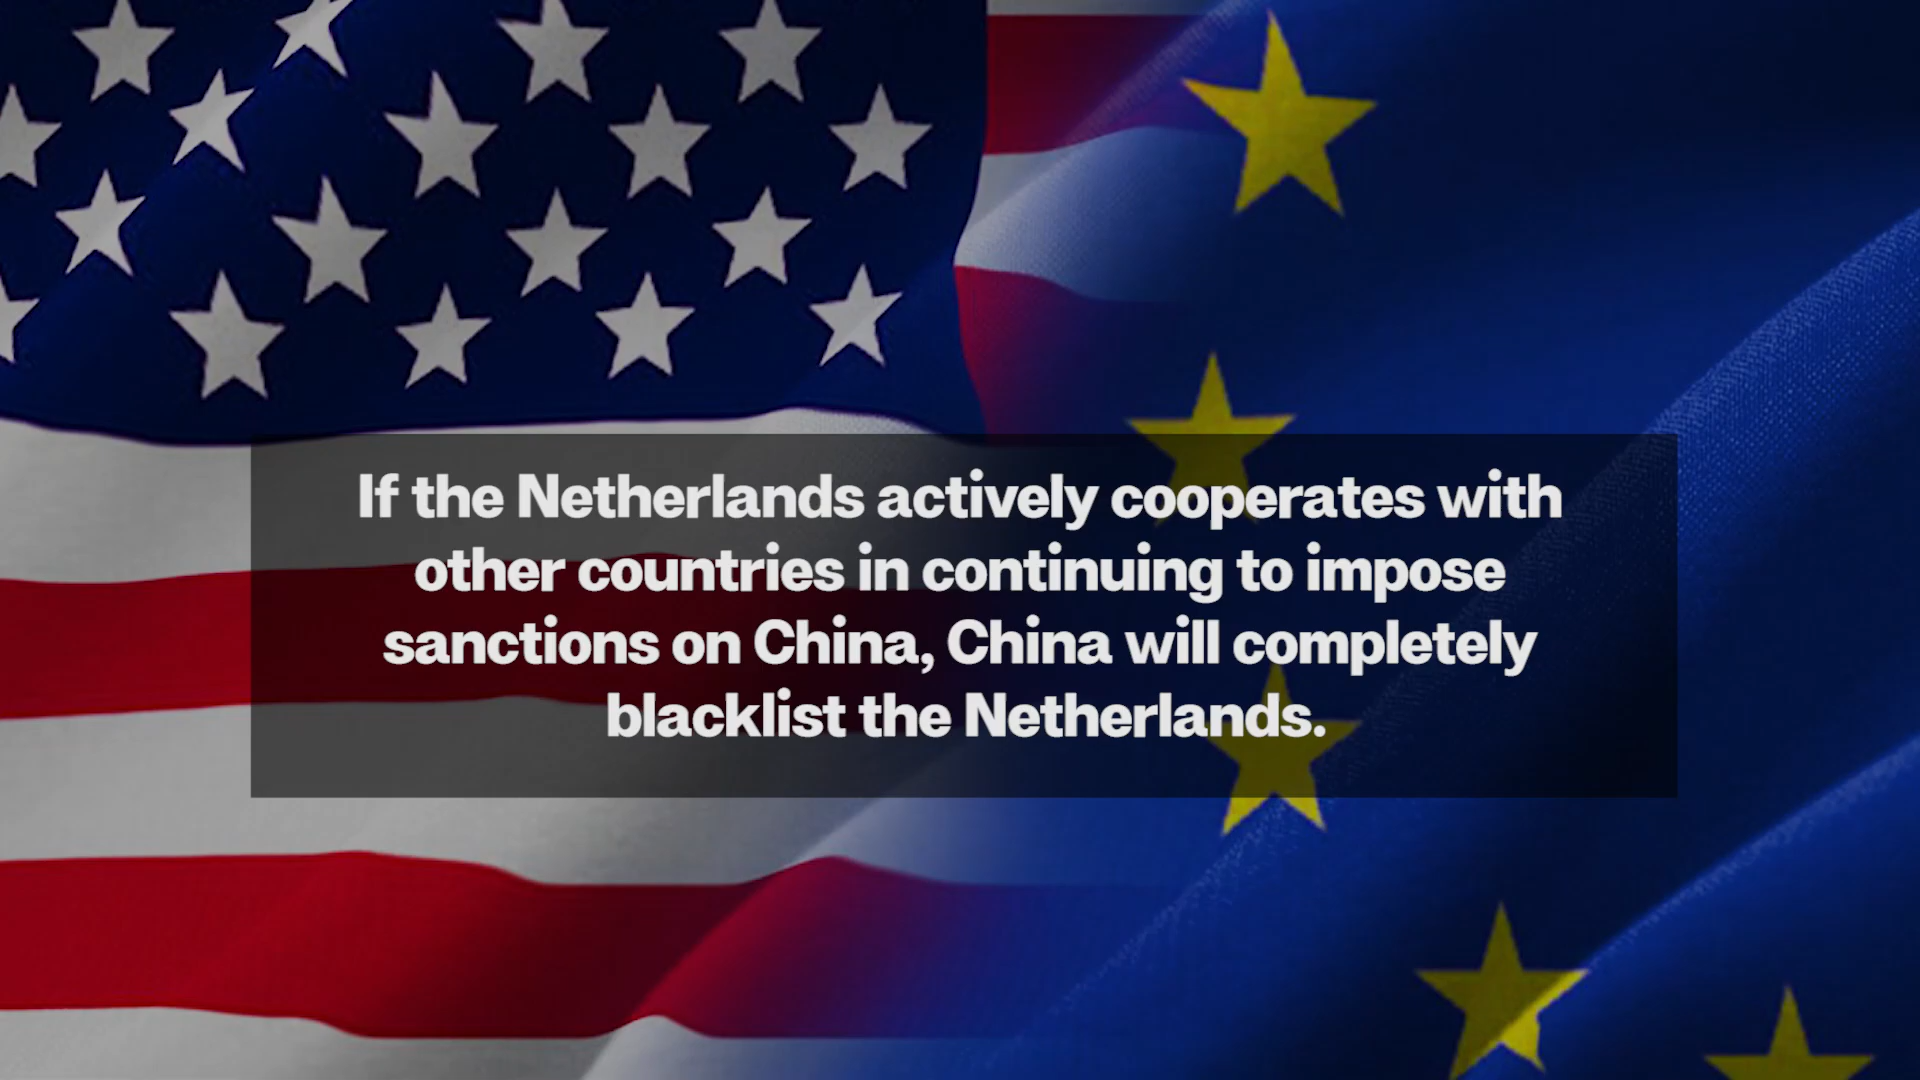 If the Netherlands actively cooperates with
other countries in continuing to impose
sanctions on China, China will completely
blacklist the Netherlands.